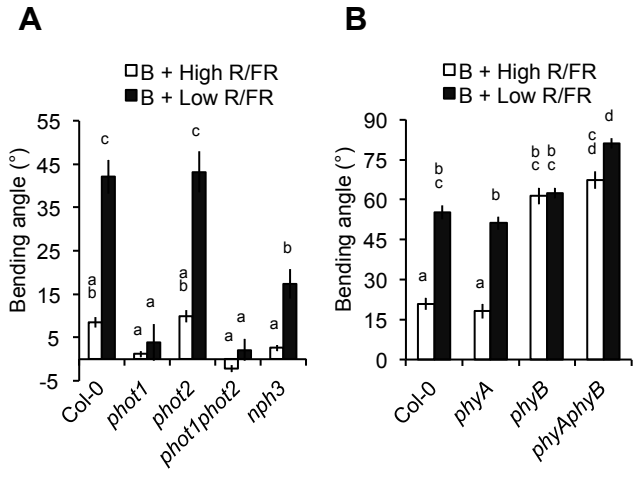 A
B + High R/FR
B + Low R/FR
Bending angle (°)
55
45
35
25
15
5
-5
a
b
c
a
a
a
b
c
a
a
a
b
Col-0
phot1
phot2
phot1phot2
nph3
B
B + High R/FR
B + Low R/FR
Bending angle (°)
90
75
60
45
30
15
0
a
b
c
a
b
b
c
b
c
c
d
d
Col-0
phyA
phyB
phyAphyB